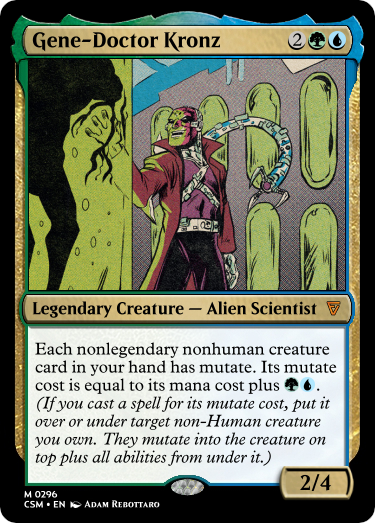 Gene-Doctor Kronz 2
Legendary Creature — Alien Scientist
Each nonlegendary nonhuman creature
card in your hand has mutate. Its mutate
cost is equal to its mana cost plus .
(If you cast a spell for its mutate cost, put it
over or under target non-Human creature
you own. They mutate into the creature on
top plus all abilities from under it.)
2/4
M 0296
CSM • EN Adam Rebottaro